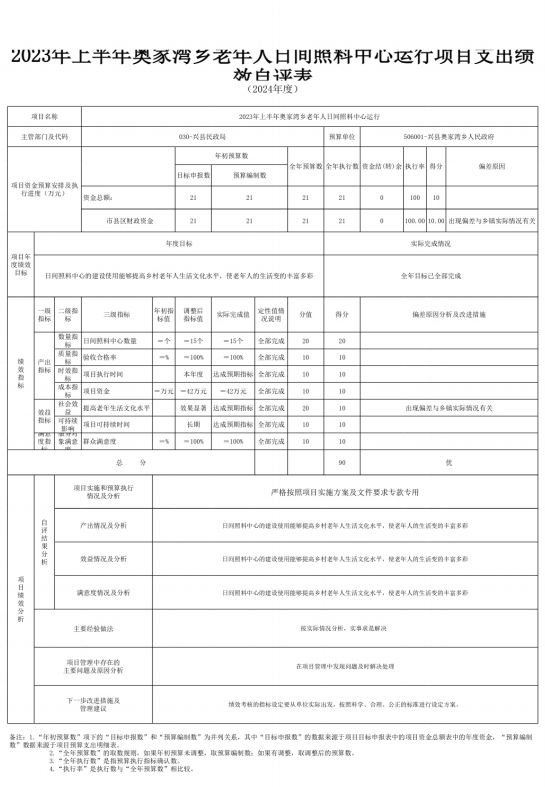 2023年上半年奥家湾乡老年人日间照料中心运行项目支出绩
效自评表
（2024年度）
项目名称 2023年上半年奥家湾乡老年人日间照料中心运行
主管部门及代码 030-兴县民政局 预算单位 506001-兴县奥家湾乡人民政府
项目资金预算安排及执
行进度（万元）
年初预算数 全年预算数 全年执行数 资金结(转)余 执行率 得分 偏差原因
目标申报数 预算编制数
资金总额: 21 21 21 21 0 100 10
市县区财政资金 21 21 21 21 0 100.00 10.00 出现偏差与乡镇实际情况有关
项目年
度绩效
目标
年度目标 实际完成情况
日间照料中心的建设使用能够提高乡村老年人生活文化水平，使老年人的生活变的丰富多彩 全年目标已全部完成
绩
效
指
标
一级
指标
二级指
标
三级指标
年初指
标值
调整后
指标值
实际完成值
定性值情
况说明
分值 得分 偏差原因分析及改进措施
产出
指标
数量指
标
日间照料中心数量 ＝个 ＝15个 ＝15个 全部完成 20 20
质量指
标
验收合格率 ＝% ＝100% ＝100% 全部完成 10 10
时效指
标
项目执行时间 本年度 达成预期指标 全部完成 10 10
成本指
标
项目资金 ＝万元 ＝42万元 ＝42万元 全部完成 10 10
效益
指标
社会效
益
提高老年生活文化水平 效果显著 达成预期指标 全部完成 20 10 出现偏差与乡镇实际情况有关
可持续
影响
项目可持续时间 长期 达成预期指标 全部完成 10 10
满意
度指
标
服务对
象满意
度
群众满意度 ＝% ＝100% ＝100% 全部完成 10 10
总 分 90 优
项
目
绩
效
分
析
自
评
结
果
分
析
项目实施和预算执行
情况及分析
严格按照项目实施方案及文件要求专款专用
产出情况及分析 日间照料中心的建设使用能够提高乡村老年人生活文化水平，使老年人的生活变的丰富多彩
效益情况及分析 日间照料中心的建设使用能够提高乡村老年人生活文化水平，使老年人的生活变的丰富多彩
满意度情况及分析 日间照料中心的建设使用能够提高乡村老年人生活文化水平，使老年人的生活变的丰富多彩
主要经验做法 按实际情况分析，实事求是解决
项目管理中存在的
主要问题及原因分析
在项目管理中发现问题及时解决处理
下一步改进措施及
管理建议
绩效考核的指标设定要从单位实际出发，按照科学、合理、公正的标准进行设定方案。
备注：1.“年初预算数”项下的“目标申报数”和“预算编制数”为并列关系，其中“目标申报数”的数据来源于项目目标申报表中的项目资金总额表中的年度资金，“预算编制
数”数据来源于项目预算支出明细表。
2.“全年预算数”的取数规则，如果年初预算未调整，取预算编制数；如果有调整，取调整后的预算数。
3.“全年执行数”是指预算执行指标确认数。
4.“执行率”是执行数与“全年预算数”相比较。